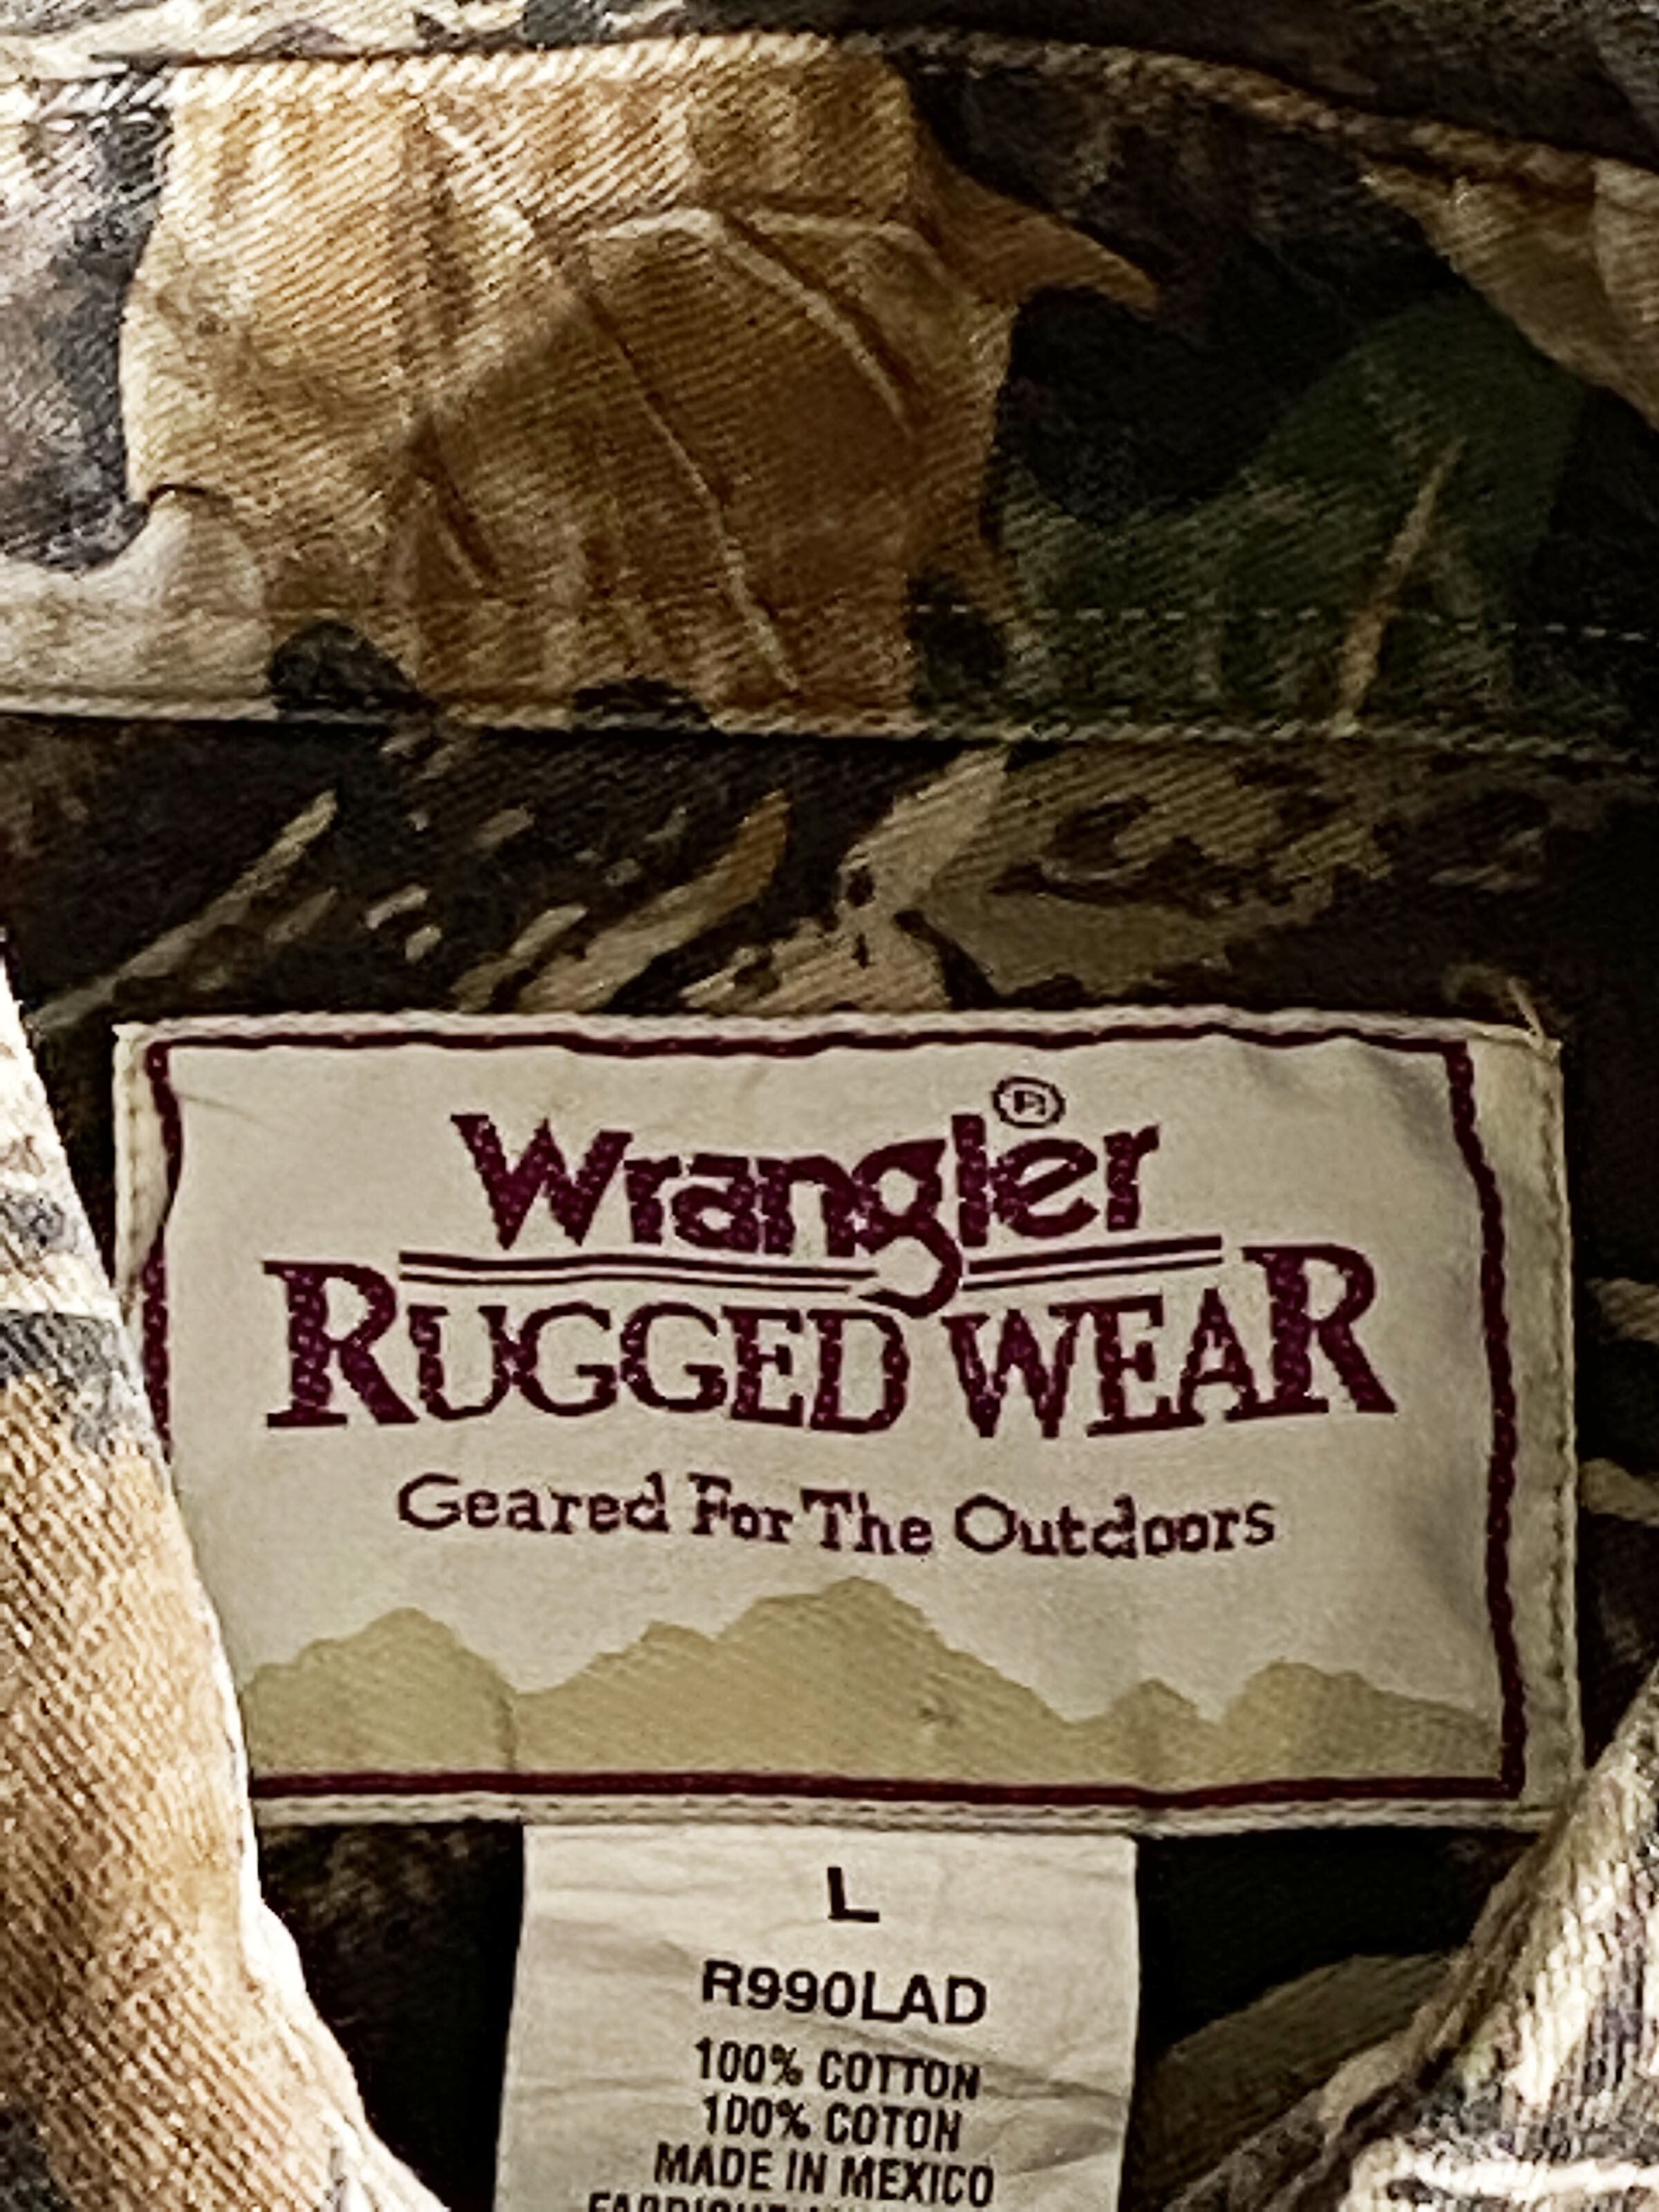 Wrangler®
RUGGED WEAR
Geared For The Outdoors
L
R990LAD
100% COTTON
100% COTON
MADE IN MEXICO